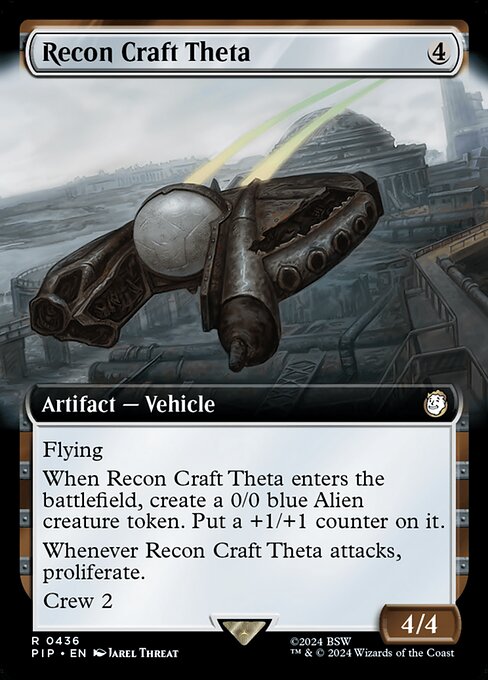 Recon Craft Theta 4
Artifact — Vehicle
Flying
When Recon Craft Theta enters the
battlefield, create a 0/0 blue Alien
creature token. Put a +1/+1 counter on it.
Whenever Recon Craft Theta attacks,
proliferate.
Crew 2
4/4
R 0436
PIP • EN Jarel Threat
©2024 BSW
™ & © 2024 Wizards of the Coast